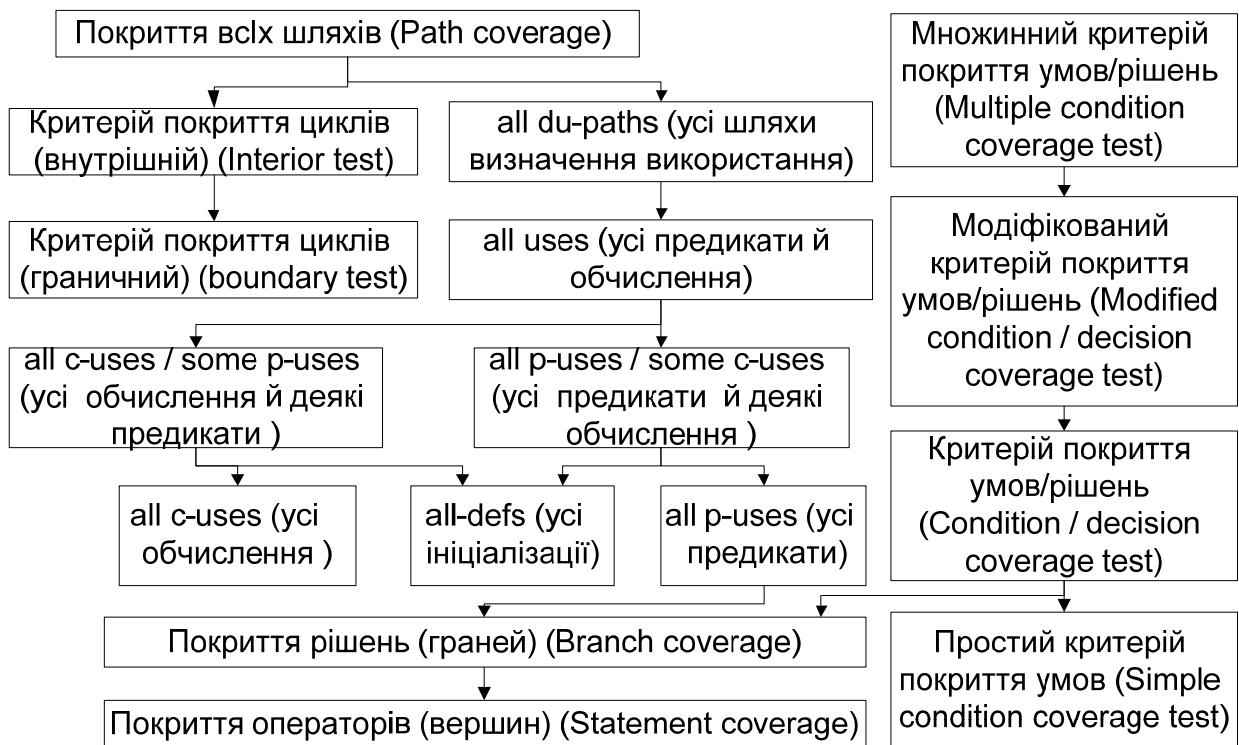 Покриття всIх шляхів (Path coverage)
Критерій покриття циклів
(внутрішній) (Interior test)
all du-paths (усі шляхи
визначення використання)
Критерій покриття циклів
(граничний) (boundary test)
all uses (усі предикати й
обчислення)
all c-uses / some p-uses
(усі обчислення й деякі
предикати )
all p-uses / some c-uses
(усі предикати й деякі
обчислення )
all c-uses (усі
обчислення )
all-defs (усі
ініціалізації)
all p-uses (усі
предикати)
Покриття рішень (граней) (Branch coverage)
Покриття операторів (вершин) (Statement coverage)
Множинний критерій
покриття умов/рішень
(Multiple condition
coverage test)
Модіфікований
критерій покриття
умов/рішень (Modified
condition / decision
coverage test)
Критерій покриття
умов/рішень
(Condition / decision
coverage test)
Простий критерій
покриття умов (Simple
condition coverage test)